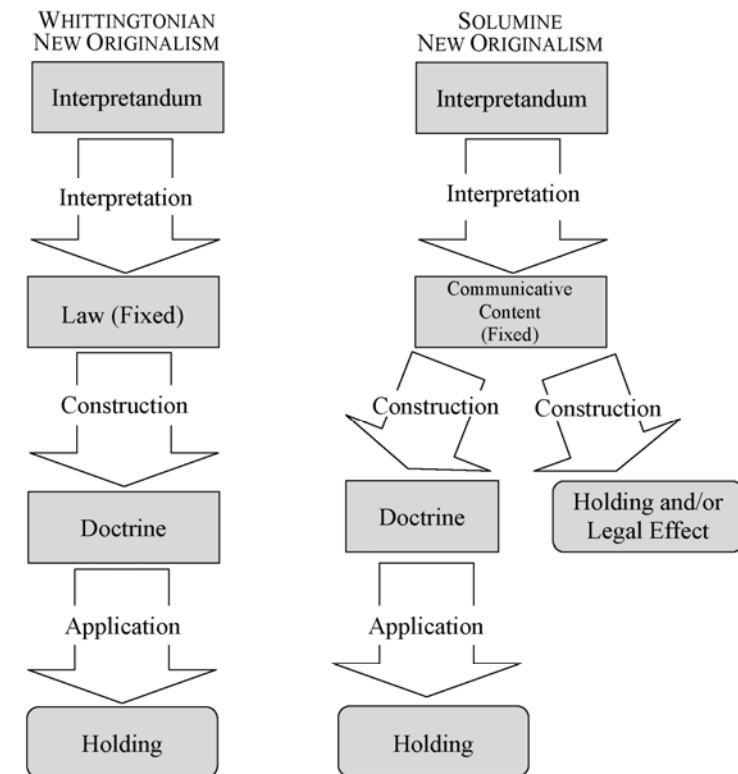 WHITTINGTONIAN
NEW ORIGINALISM
Interpretandum
Interpretation
Law (Fixed)
Construction
Doctrine
Application
Holding
SOLUMINE
NEW ORIGINALISM
Interpretandum
Interpretation
Communicative
Content
(Fixed)
Construction
Construction
Doctrine
Holding and/or
Legal Effect
Application
Holding